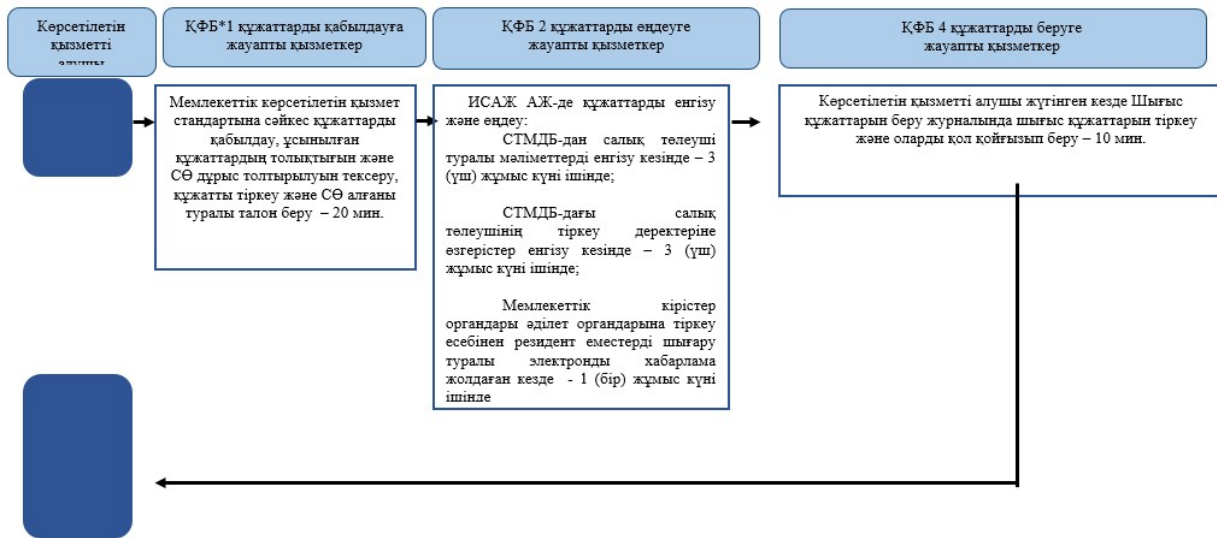 Көрсетілетін
қызметті
алушы
ҚФБ*1 құжаттарды қабылдауға
жауапты қызметкер
ҚФБ 2 құжаттарды өңдеуге
жауапты қызметкер
ҚФБ 4 құжаттарды беруге
жауапты қызметкер
Мемлекеттік көрсетілетін қызмет
стандартына сәйкес құжаттарды
қабылдау, ұсынылған
құжаттардың толықтығын және
СӨ дұрыс толтырылуын тексеру,
құжатты тіркеу және СӨ алғаны
туралы талон беру – 20 мин.
ИСАЖ АЖ-де құжаттарды енгізу
және өңдеу:
СТМДБ-дан салық төлеуші
туралы мәліметтерді енгізу кезінде – 3
(үш) жұмыс күні ішінде;
СТМДБ-дағы салық
төлеушінің тіркеу деректеріне
өзгерістер енгізу кезінде – 3 (үш)
жұмыс күні ішінде;
Мемлекеттік кірістер
органдары әділет органдарына тіркеу
есебінен резидент еместерді шығару
туралы электронды хабарлама
жолдаған кезде - 1 (бір) жұмыс күні
ішінде
Көрсетілетін қызметті алушы жүгінген кезде Шығыс
құжаттарын беру журналында шығыс құжаттарын тіркеу
және оларды қол қойғызып беру – 10 мин.